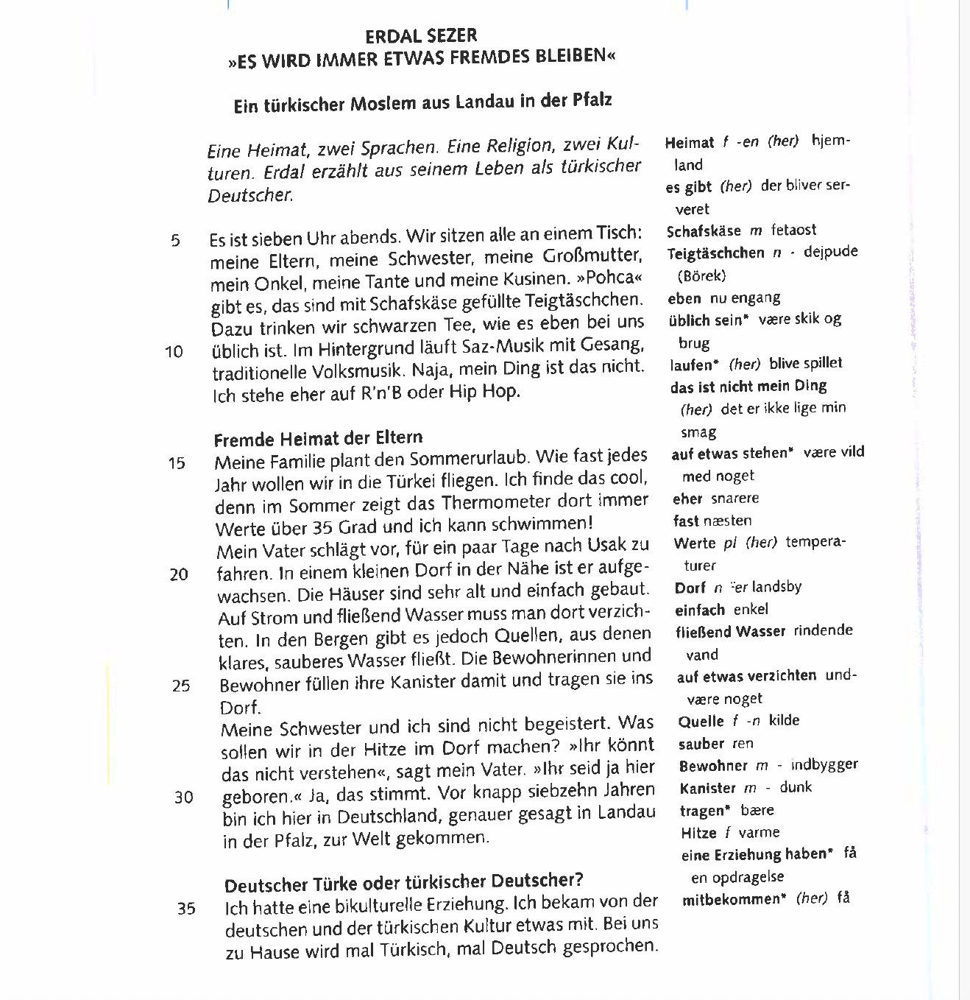 ERDAL SEZER
»ES WIRD IMMER ETWAS FREMDES BLEIBEN«
Ein türkischer Moslem aus Landau in der Pfalz
Eine Heimat, zwei Sprachen. Eine Religion, zwei Kul-
turen. Erdal erzählt aus seinem Leben als türkischer
Deutscher.
5 Es ist sieben Uhr abends. Wir sitzen alle an einem Tisch:
meine Eltern, meine Schwester, meine Großmutter,
mein Onkel, meine Tante und meine Kusinen. »Pohca«
gibt es, das sind mit Schafskäse gefüllte Teigtäschchen.
Dazu trinken wir schwarzen Tee, wie es eben bei uns
10 üblich ist. Im Hintergrund läuft Saz-Musik mit Gesang,
traditionelle Volksmusik. Naja, mein Ding ist das nicht.
Ich stehe eher auf R'n'B oder Hip Hop.
Fremde Heimat der Eltern
15 Meine Familie plant den Sommerurlaub. Wie fast jedes
Jahr wollen wir in die Türkei fliegen. Ich finde das cool,
denn im Sommer zeigt das Thermometer dort immer
Werte über 35 Grad und ich kann schwimmen!
Mein Vater schlägt vor, für ein paar Tage nach Usak zu
20 fahren. In einem kleinen Dorf in der Nähe ist er aufge-
wachsen. Die Häuser sind sehr alt und einfach gebaut.
Auf Strom und fließend Wasser muss man dort verzich-
ten. In den Bergen gibt es jedoch Quellen, aus denen
klares, sauberes Wasser fließt. Die Bewohnerinnen und
25 Bewohner füllen ihre Kanister damit und tragen sie ins
Dorf.
Meine Schwester und ich sind nicht begeistert. Was
sollen wir in der Hitze im Dorf machen? »Ihr könnt
das nicht verstehen«, sagt mein Vater. »Ihr seid ja hier
30 geboren.« Ja, das stimmt. Vor knapp siebzehn Jahren
bin ich hier in Deutschland, genauer gesagt in Landau
in der Pfalz, zur Welt gekommen.
Deutscher Türke oder türkischer Deutscher?
35 Ich hatte eine bikulturelle Erziehung. Ich bekam von der
deutschen und der türkischen Kultur etwas mit. Bei uns
zu Hause wird mal Türkisch, mal Deutsch gesprochen.
Heimat f -en (her) hjem-
land
es gibt (her) der bliver ser-
veret
Schafskäse m fetaost
Teigtäschchen n - dejpude
(Börek)
eben nu engang
üblich sein* være skik og
brug
laufen* (her) blive spillet
das ist nicht mein Ding
(her) det er ikke lige min
smag
auf etwas stehen* være vild
med noget
eher snarere
fast næsten
Werte pl (her) tempera-
turer
Dorf n ¨-er landsby
einfach enkel
fließend Wasser rindende
vand
auf etwas verzichten und-
være noget
Quelle f -n kilde
sauber ren
Bewohner m - indbygger
Kanister m - dunk
tragen* bære
Hitze f varme
eine Erziehung haben* få
en opdragelse
mitbekommen* (her) få